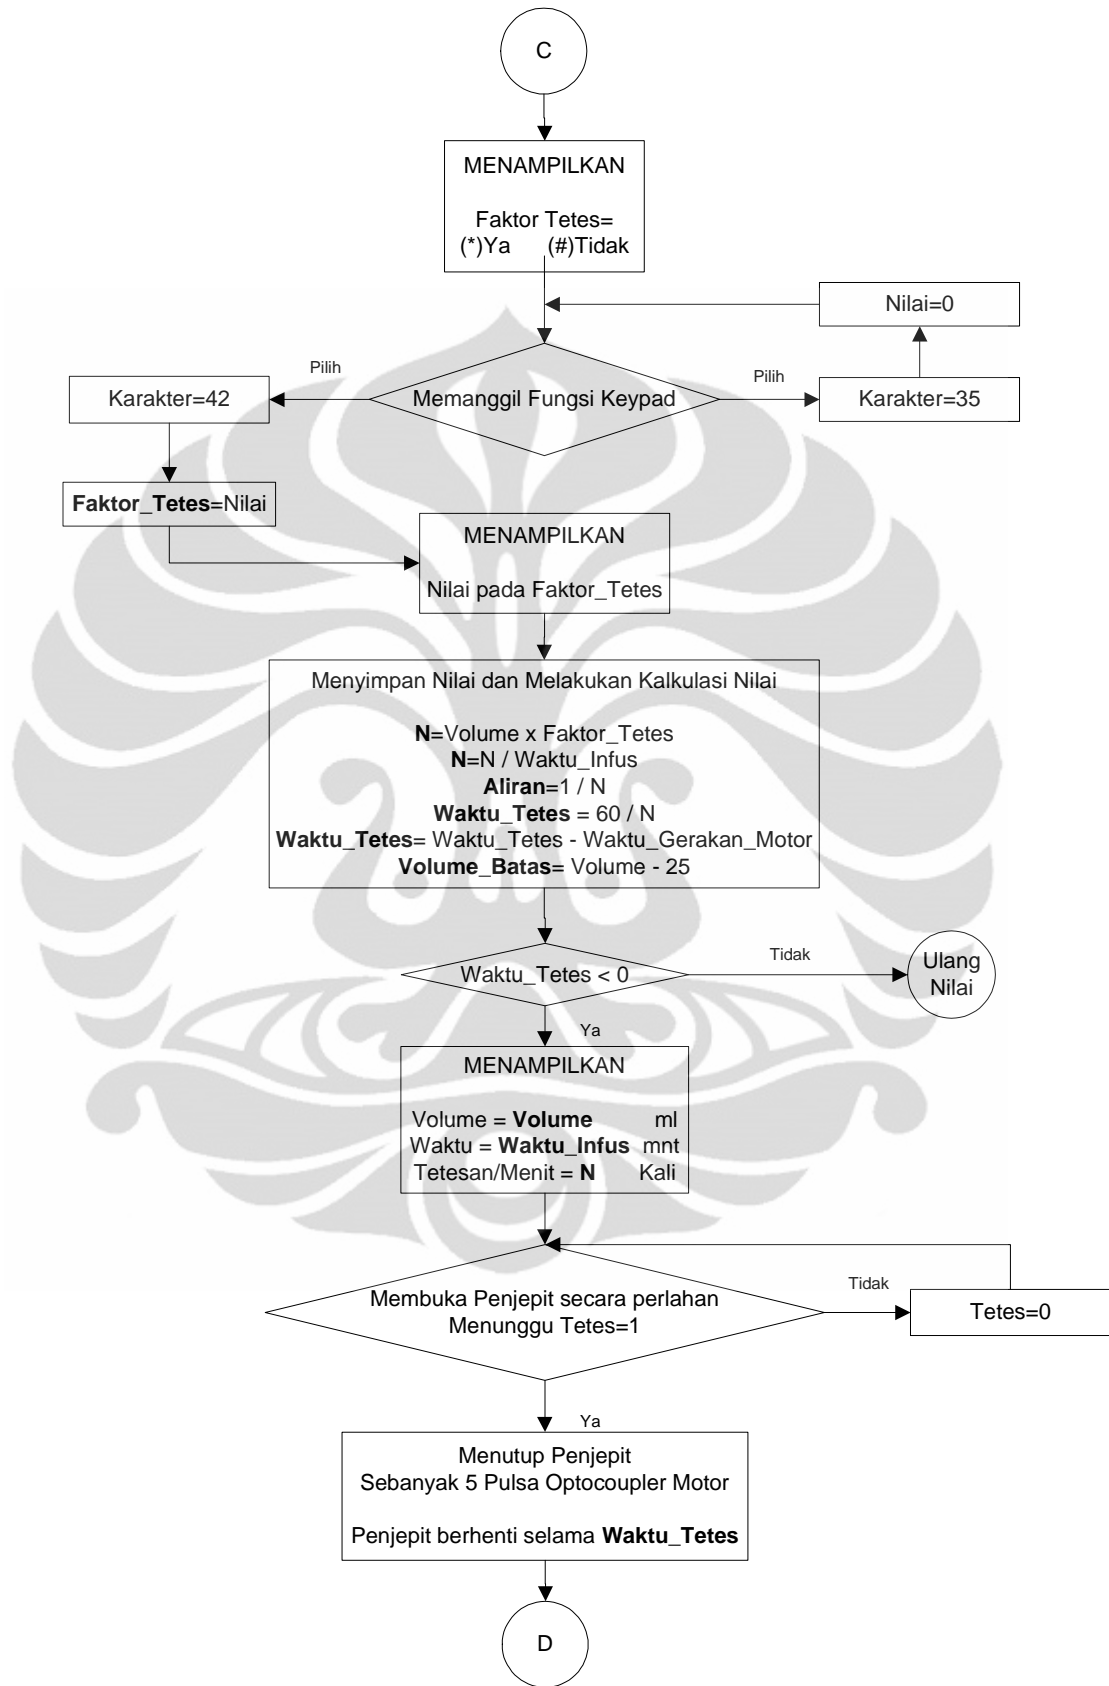 C
MENAMPILKAN
Faktor Tetes=
(*)Ya (#)Tidak
Nilai=0
Pilih
Karakter=42
Memanggil Fungsi Keypad
Pilih
Karakter=35
Faktor_Tetes=Nilai
MENAMPILKAN
Nilai pada Faktor_Tetes
Menyimpan Nilai dan Melakukan Kalkulasi Nilai
N=Volume x Faktor_Tetes
N=N / Waktu_Infus
Aliran=1 / N
Waktu_Tetes = 60 / N
Waktu_Tetes= Waktu_Tetes - Waktu_Gerakan_Motor
Volume_Batas= Volume - 25
Waktu_Tetes < 0
Tidak
Ulang
Nilai
Ya
MENAMPILKAN
Volume = Volume ml
Waktu = Waktu_Infus mnt
Tetesan/Menit = N Kali
Membuka Penjepit secara perlahan
Menunggu Tetes=1
Tidak
Tetes=0
Ya
Menutup Penjepit
Sebanyak 5 Pulsa Optocoupler Motor
Penjepit berhenti selama Waktu_Tetes
D